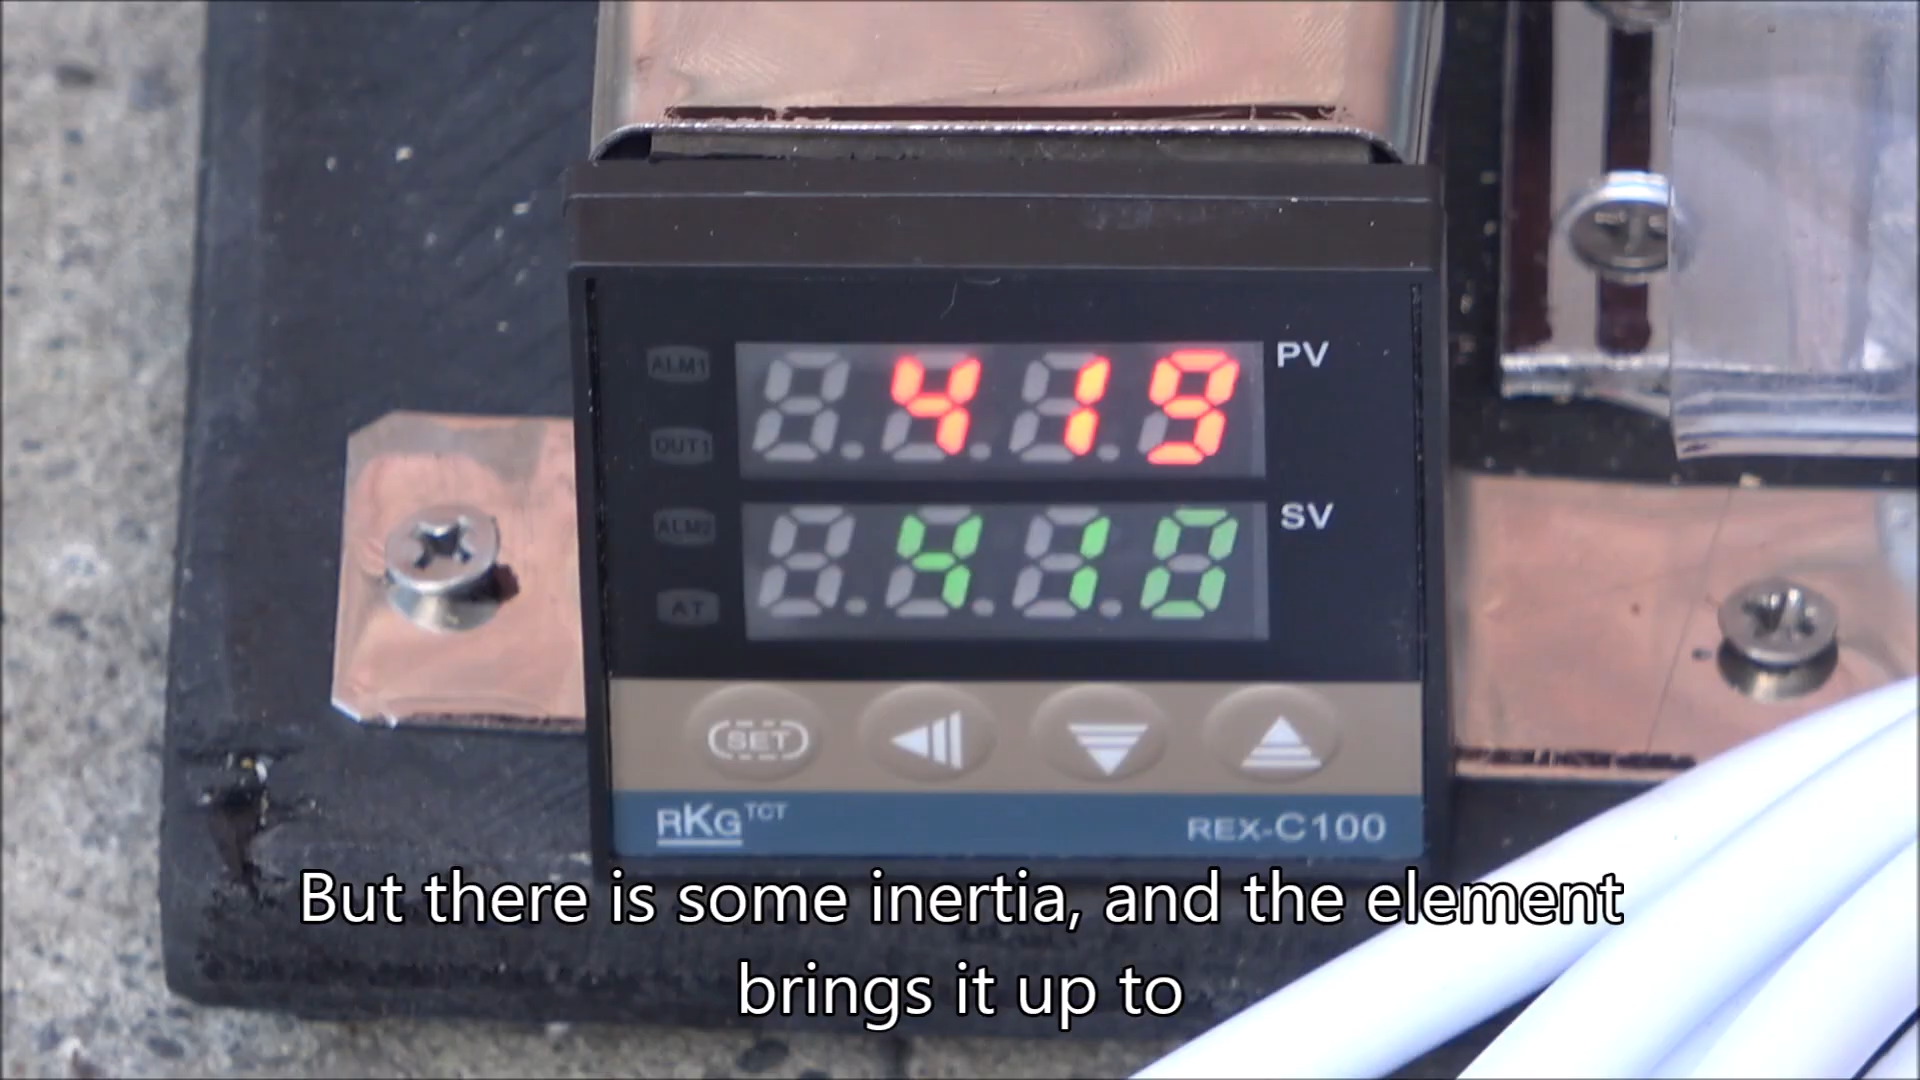 ALM1
419
PV
OUT1
ALM2
410
SV
AT
SET
RKG TCT
REX-C100
But there is some inertia, and the element
brings it up to